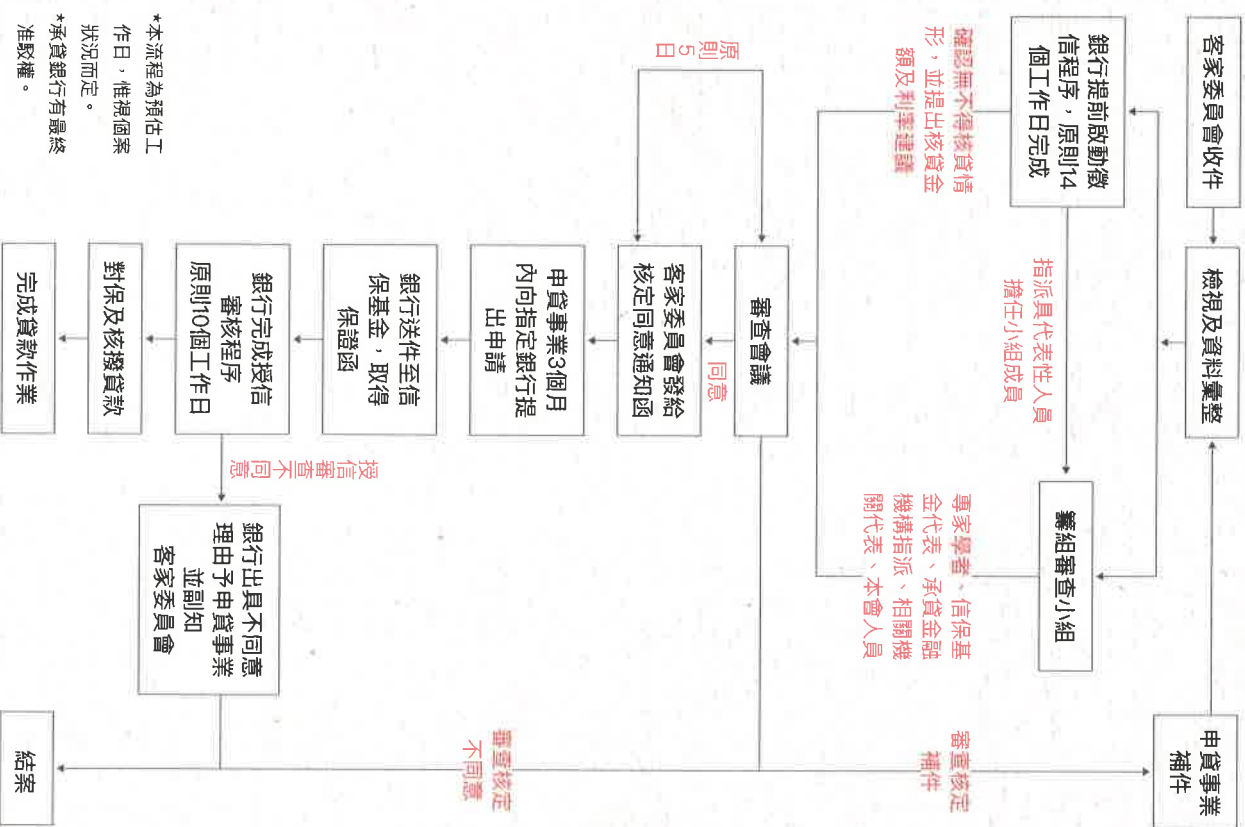 客家委員會收件
檢視及資料彙整
申貸事業
補件
銀行提前啟動徵
信程序，原則14
個工作日完成
指派具代表性人員
擔任小組成員
籌組審查小組
確認無不得核貸情
形，並提出核貸金
額及利率建議
專家學者、信保基
金代表、承貸金融
機構指派、相關機
關代表、本會人員
審查核定
補件
原則
5
日
審查會議
同意
客家委員會發給
核定同意通知函
申貸事業3個月
內向指定銀行提
出申請
銀行送件至信
保基金，取得
保證函
銀行完成授信
審核程序
原則10個工作日
授信審查不同意
銀行出具不同意
理由予申貸事業
並副知
客家委員會
審查核定
不同意
對保及核撥貸款
完成貸款作業
結案
*本流程為預估工
作日，惟視個案
狀況而定。
*承貸銀行有最終
准駁權。